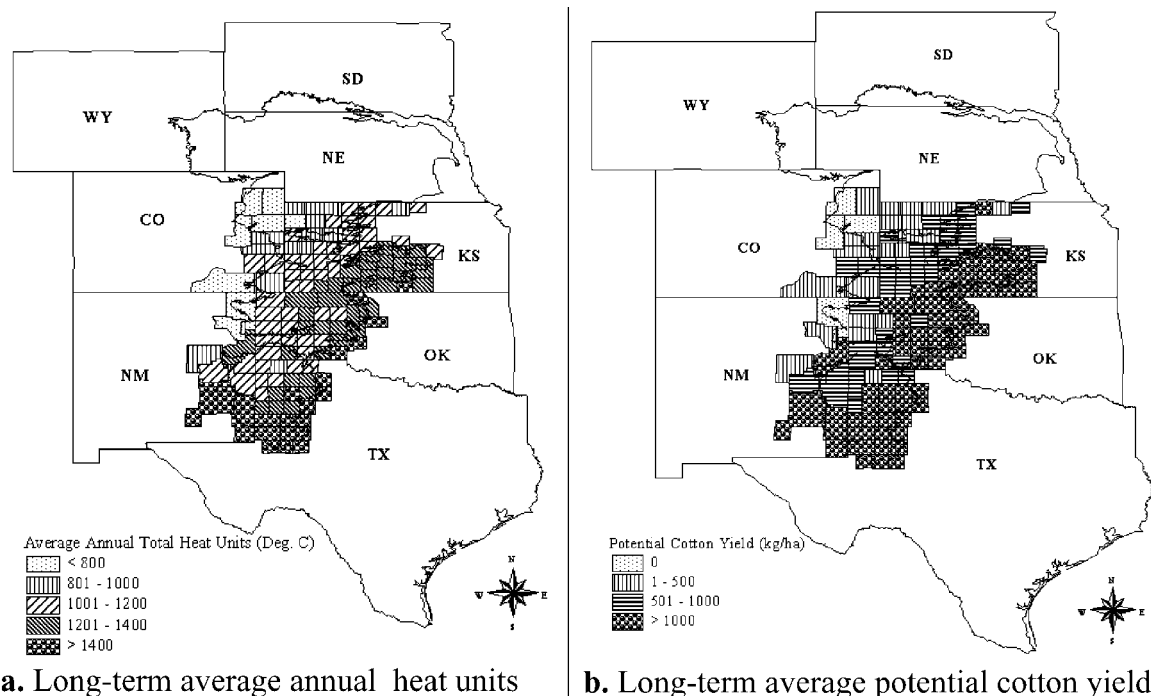 SD
WY
NE
CO
KS
OK
NM
TX
Average Annual Total Heat Units (Deg. C)
< 800
801 - 1000
1001 - 1200
1201 - 1400
> 1400
N
W E
S
a. Long-term average annual heat units
SD
WY
NE
CO
KS
OK
NM
TX
Potential Cotton Yield (kg/ha)
0
1 - 500
501 - 1000
> 1000
N
W E
S
b. Long-term average potential cotton yield